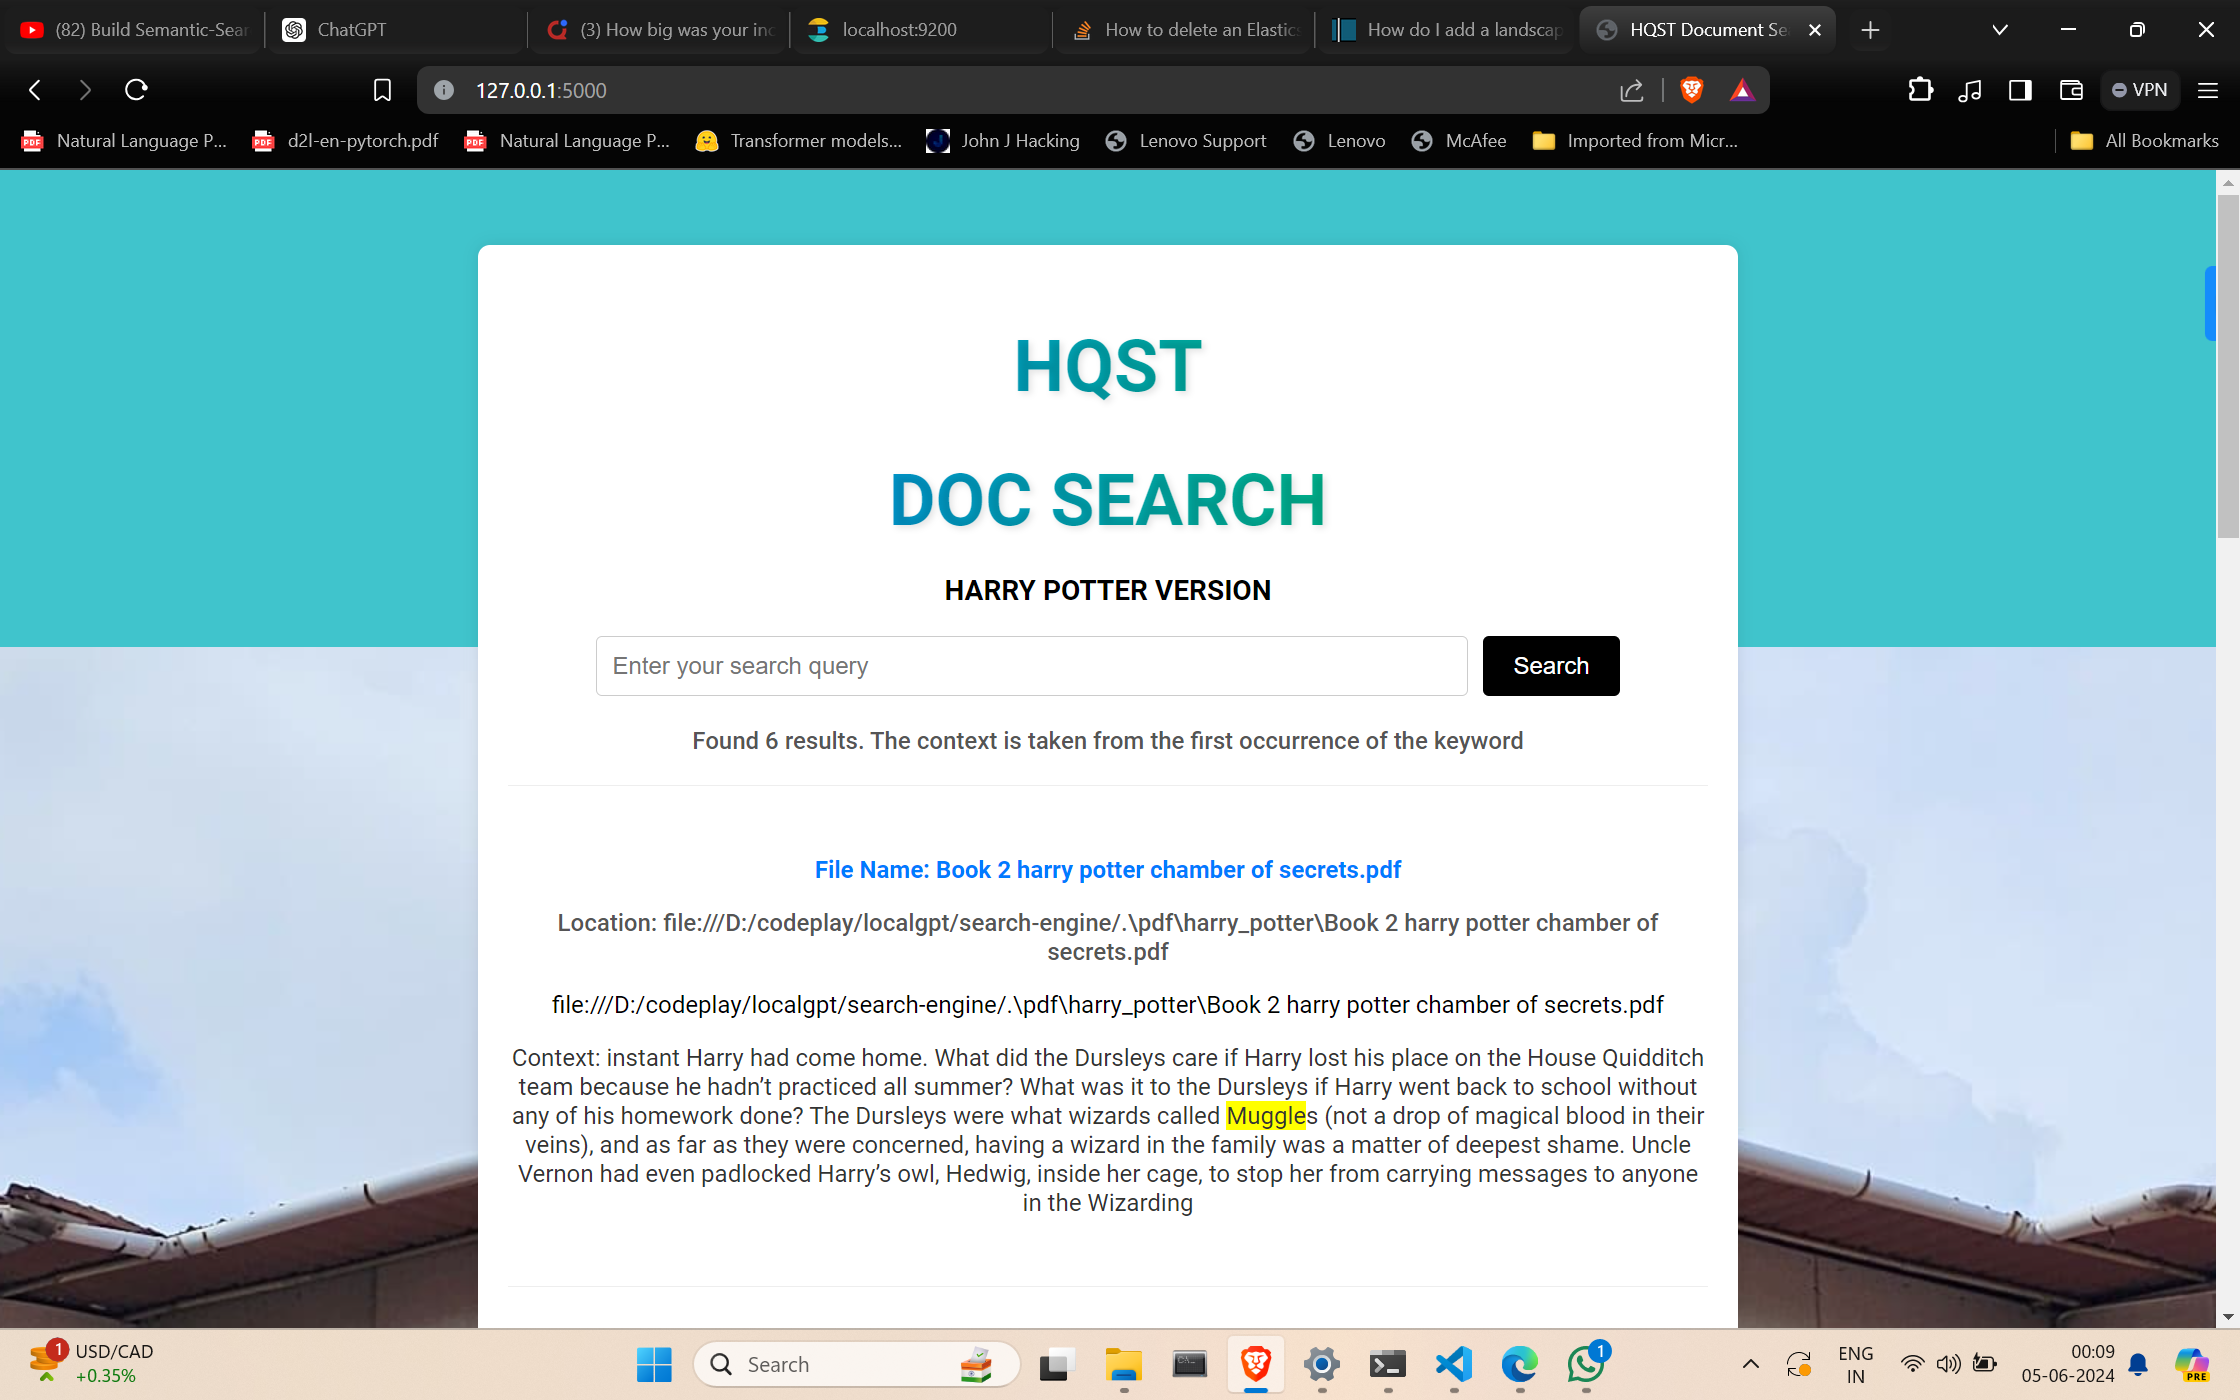 (82) Build Semantic-Sear
ChatGPT
(3) How big was your inc
localhost:9200
How to delete an Elastics
How do I add a landscap
HQST Document Se
127.0.0.1:5000
VPN
Natural Language P...
d2l-en-pytorch.pdf
Natural Language P...
Transformer models...
John J Hacking
Lenovo Support
Lenovo
McAfee
Imported from Micr...
All Bookmarks
HQST
DOC SEARCH
HARRY POTTER VERSION
Enter your search query
Search
Found 6 results. The context is taken from the first occurrence of the keyword
File Name: Book 2 harry potter chamber of secrets.pdf
Location: file:///D:/codeplay/localgpt/search-engine/.\pdf\harry_potter\Book 2 harry potter chamber of
secrets.pdf
file:///D:/codeplay/localgpt/search-engine/.\pdf\harry_potter\Book 2 harry potter chamber of secrets.pdf
Context: instant Harry had come home. What did the Dursleys care if Harry lost his place on the House Quidditch
team because he hadn’t practiced all summer? What was it to the Dursleys if Harry went back to school without
any of his homework done? The Dursleys were what wizards called Muggles (not a drop of magical blood in their
veins), and as far as they were concerned, having a wizard in the family was a matter of deepest shame. Uncle
Vernon had even padlocked Harry’s owl, Hedwig, inside her cage, to stop her from carrying messages to anyone
in the Wizarding
1
USD/CAD
+0.35%
Search
1
ENG
IN
00:09
05-06-2024
PRE